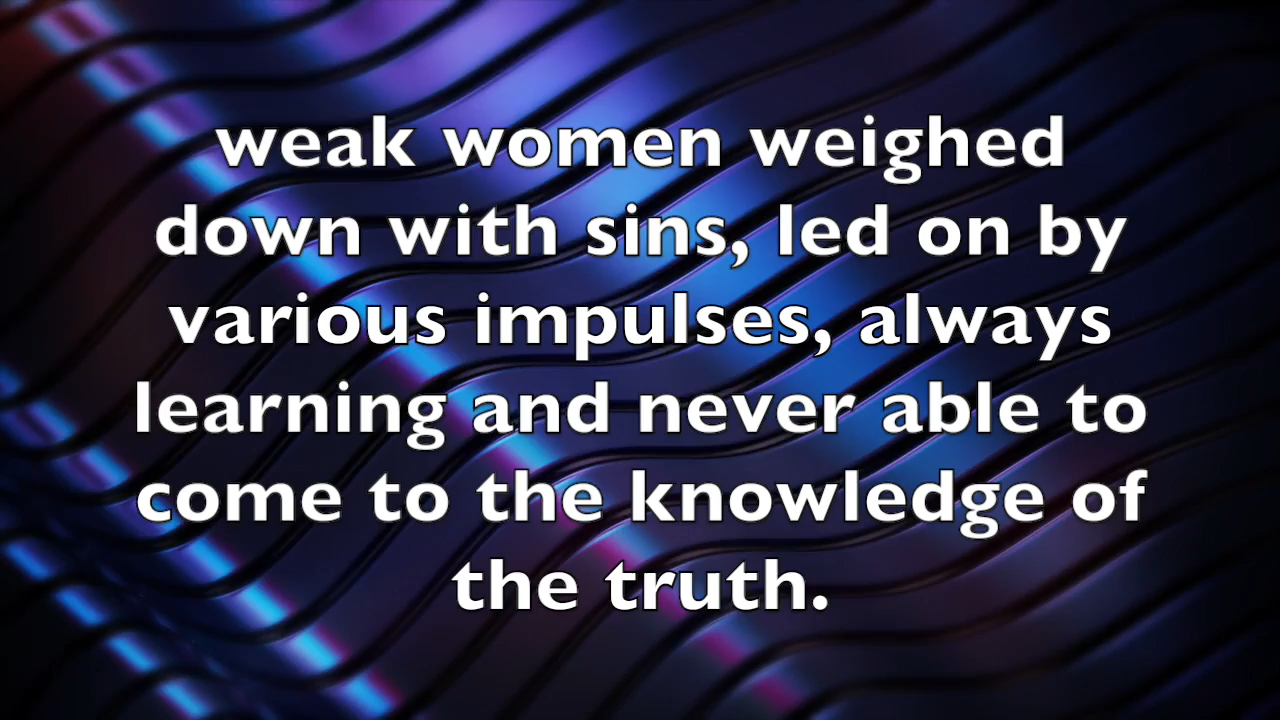 weak women weighed
down with sins, led on by
various impulses, always
learning and never able to
come to the knowledge of
the truth.